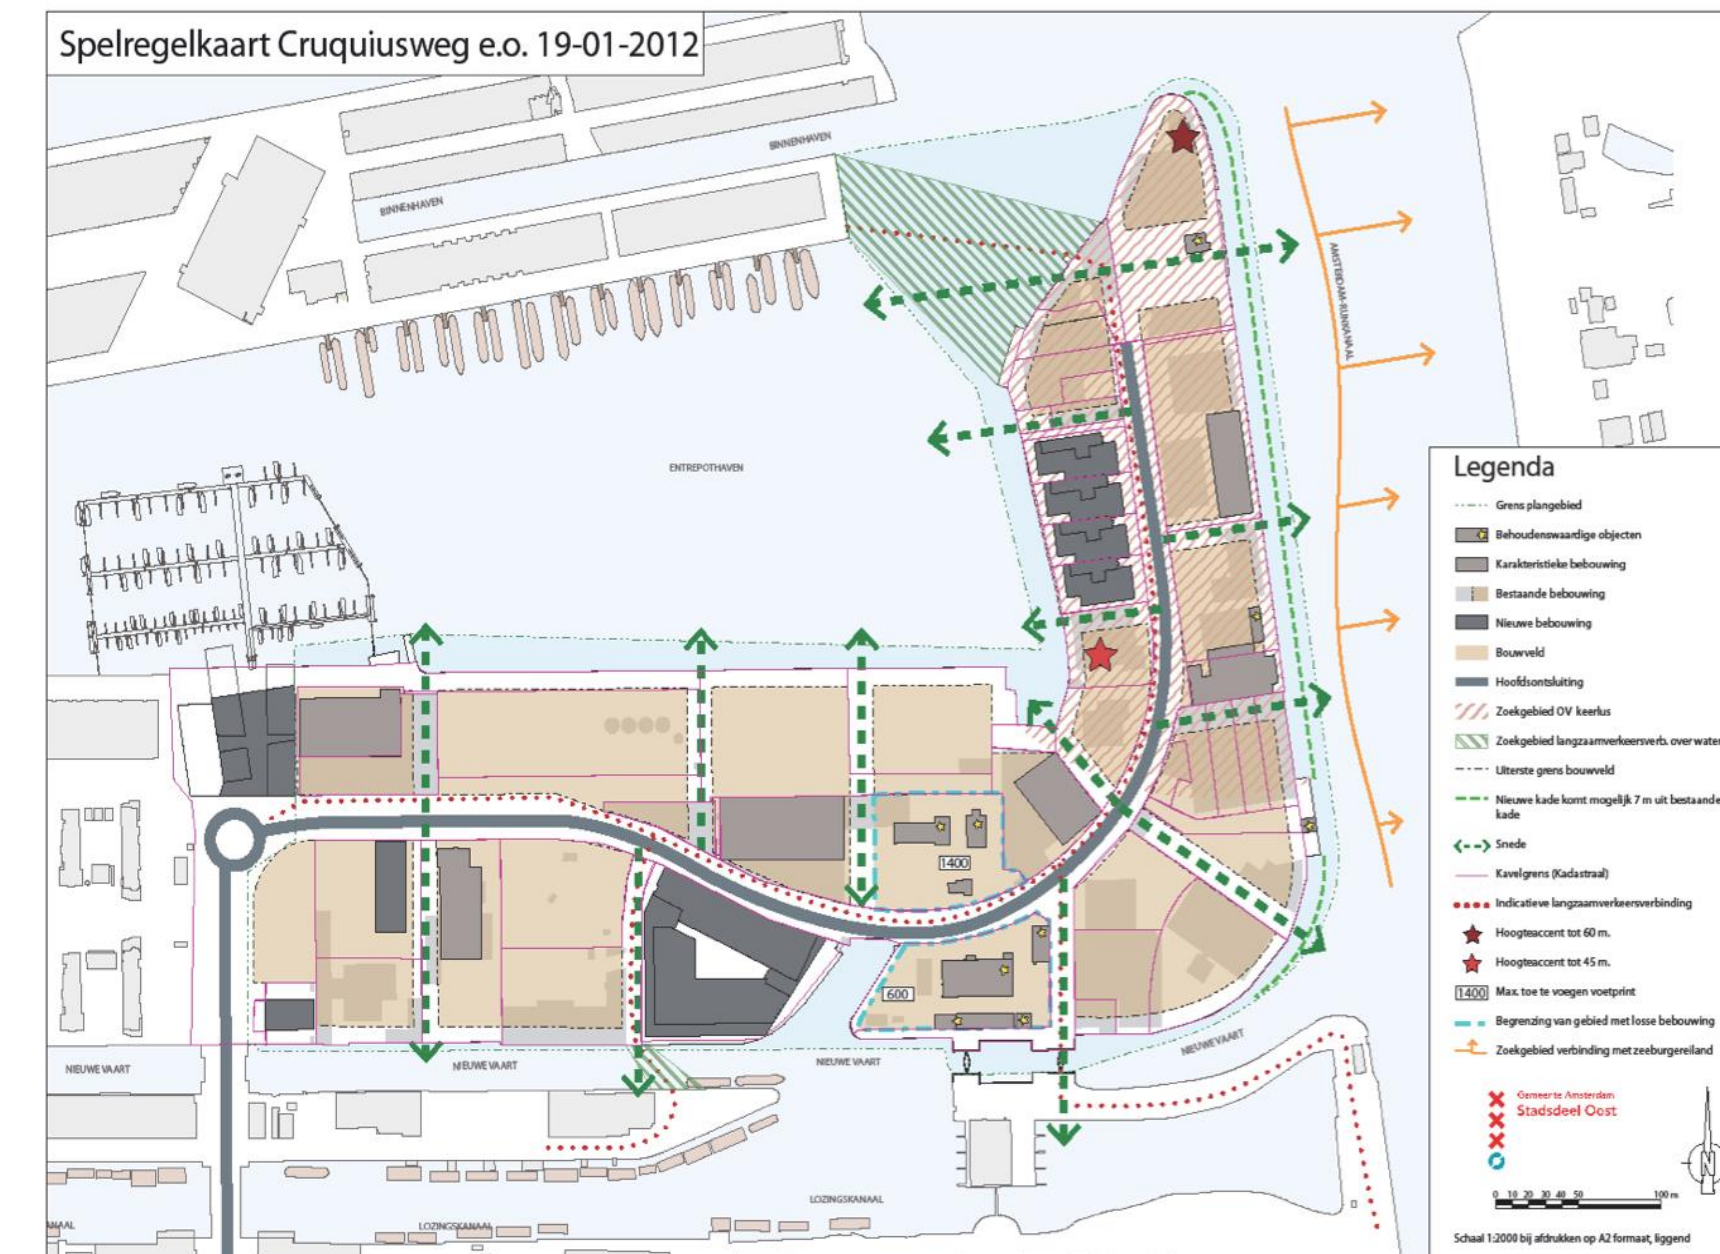 Spelregelkaart Cruquiusweg e.o. 19-01-2012
BINNENHAVEN
BINNENHAVEN
AMSTERDAM-RIJNKANAAL
ENTREPOTHAVEN
1400
600
NIEUWE VAART
NIEUWE VAART
NIEUWE VAART
NIEUWE VAART
LOZINGSKANAAL
LOZINGSKANAAL
Legenda
Grens plangebied
Behoudenswaardige objecten
Karakteristieke bebouwing
Bestaande bebouwing
Nieuwe bebouwing
Bouwveld
Hoofdsontsluiting
Zoekgebied OV keerlus
Zoekgebied langzaamverkeersverb. over water
Uiterste grens bouwveld
Nieuwe kade komt mogelijk 7 m uit bestaande
kade
Snede
Kavelgrens (Kadastraal)
Indicatieve langzaamverkeersverbinding
Hoogteaccent tot 60 m.
Hoogteaccent tot 45 m.
1400 Max. toe te voegen voetprint
Begrenzing van gebied met losse bebouwing
Zoekgebied verbinding met zeeburgereiland
Gemeente Amsterdam
Stadsdeel Oost
N
0 10 20 30 40 50 100 m
Schaal 1:2000 bij afdrukken op A2 formaat, liggend